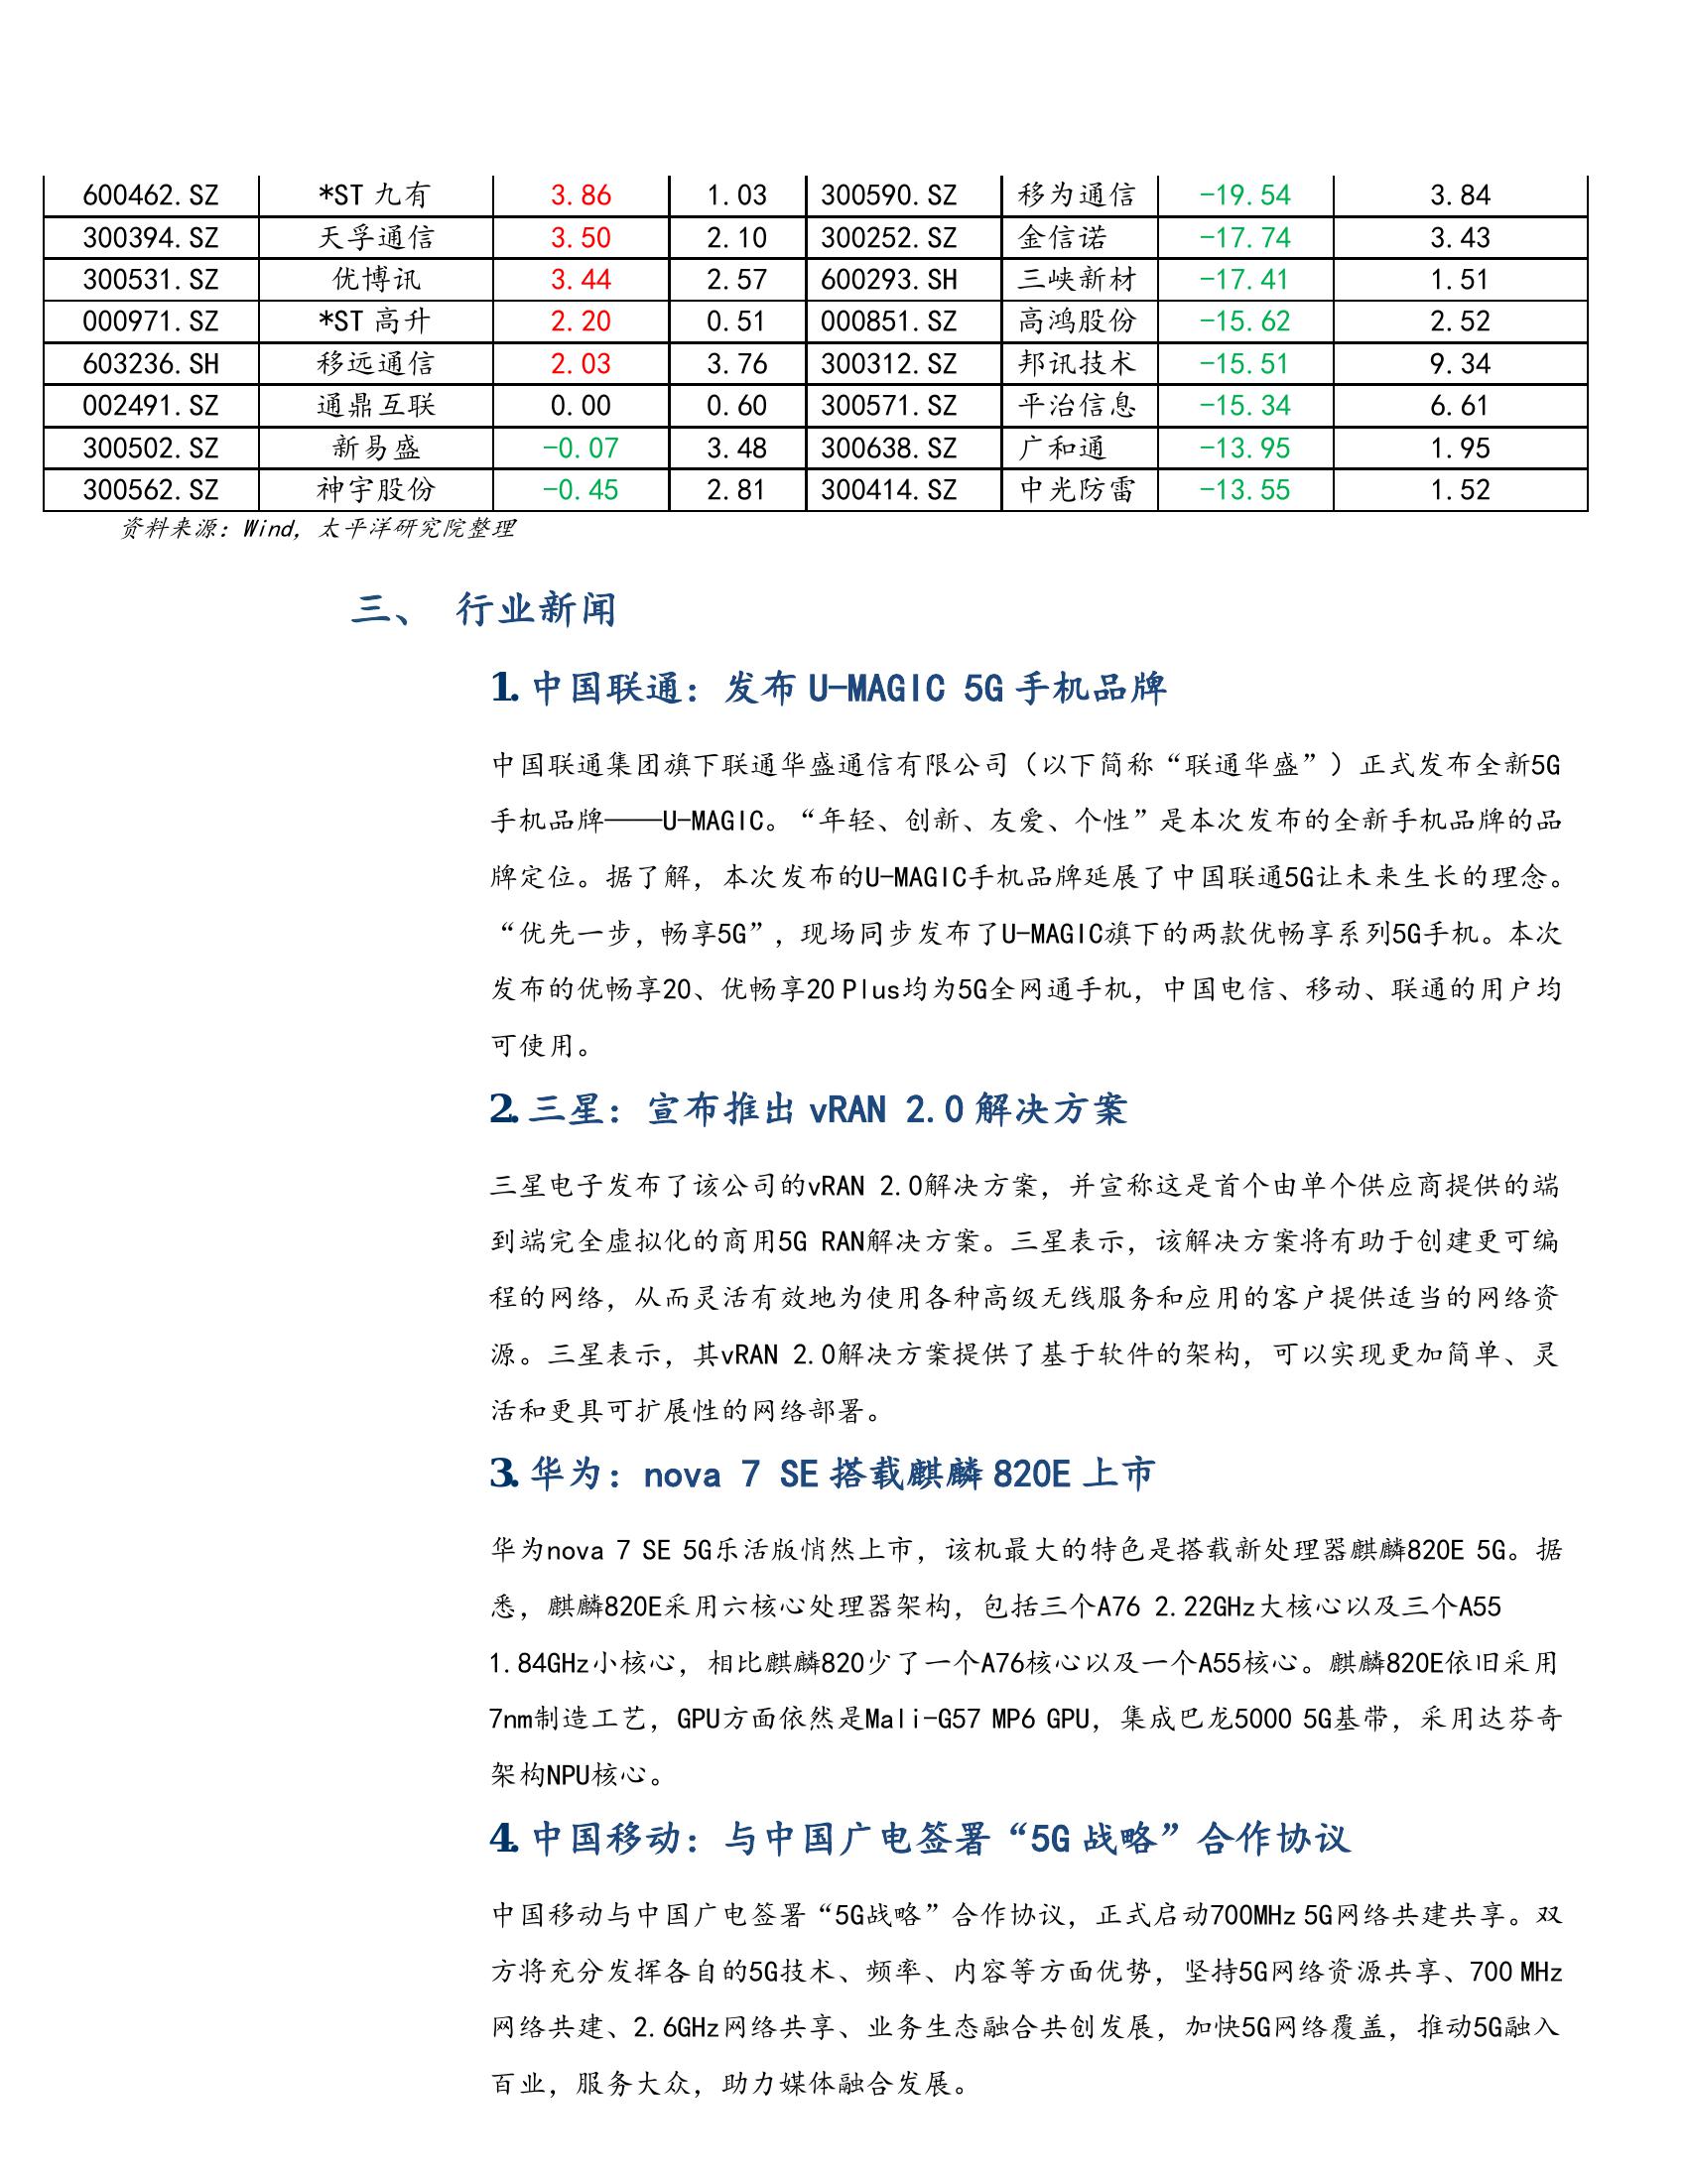 600462.SZ *ST 九有 3.86 1.03 300590.SZ 移为通信 -19.54 3.84
300394.SZ 天孚通信 3.50 2.10 300252.SZ 金信诺 -17.74 3.43
300531.SZ 优博讯 3.44 2.57 600293.SH 三峡新材 -17.41 1.51
000971.SZ *ST 高升 2.20 0.51 000851.SZ 高鸿股份 -15.62 2.52
603236.SH 移远通信 2.03 3.76 300312.SZ 邦讯技术 -15.51 9.34
002491.SZ 通鼎互联 0.00 0.60 300571.SZ 平治信息 -15.34 6.61
300502.SZ 新易盛 -0.07 3.48 300638.SZ 广和通 -13.95 1.95
300562.SZ 神宇股份 -0.45 2.81 300414.SZ 中光防雷 -13.55 1.52
资料来源：Wind，太平洋研究院整理
三、 行业新闻
1. 中国联通：发布 U-MAGIC 5G 手机品牌
中国联通集团旗下联通华盛通信有限公司（以下简称“联通华盛”）正式发布全新5G
手机品牌——U-MAGIC。“年轻、创新、友爱、个性”是本次发布的全新手机品牌的品
牌定位。据了解，本次发布的U-MAGIC手机品牌延展了中国联通5G让未来生长的理念。
“优先一步，畅享5G”，现场同步发布了U-MAGIC旗下的两款优畅享系列5G手机。本次
发布的优畅享20、优畅享20 Plus均为5G全网通手机，中国电信、移动、联通的用户均
可使用。
2. 三星：宣布推出 vRAN 2.0 解决方案
三星电子发布了该公司的vRAN 2.0解决方案，并宣称这是首个由单个供应商提供的端
到端完全虚拟化的商用5G RAN解决方案。三星表示，该解决方案将有助于创建更可编
程的网络，从而灵活有效地为使用各种高级无线服务和应用的客户提供适当的网络资
源。三星表示，其vRAN 2.0解决方案提供了基于软件的架构，可以实现更加简单、灵
活和更具可扩展性的网络部署。
3. 华为：nova 7 SE 搭载麒麟 820E 上市
华为nova 7 SE 5G乐活版悄然上市，该机最大的特色是搭载新处理器麒麟820E 5G。据
悉，麒麟820E采用六核心处理器架构，包括三个A76 2.22GHz大核心以及三个A55
1.84GHz小核心，相比麒麟820少了一个A76核心以及一个A55核心。麒麟820E依旧采用
7nm制造工艺，GPU方面依然是Mali-G57 MP6 GPU，集成巴龙5000 5G基带，采用达芬奇
架构NPU核心。
4. 中国移动：与中国广电签署“5G 战略”合作协议
中国移动与中国广电签署“5G战略”合作协议，正式启动700MHz 5G网络共建共享。双
方将充分发挥各自的5G技术、频率、内容等方面优势，坚持5G网络资源共享、700 MHz
网络共建、2.6GHz网络共享、业务生态融合共创发展，加快5G网络覆盖，推动5G融入
百业，服务大众，助力媒体融合发展。